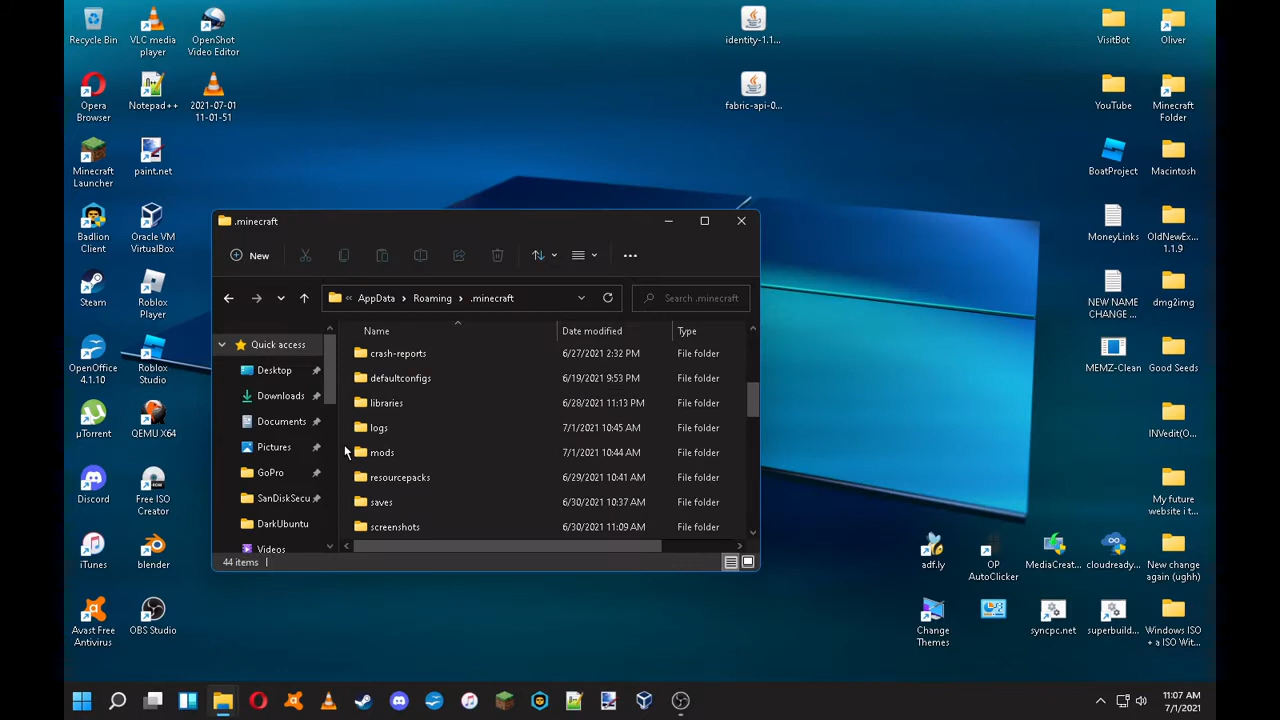 Recycle Bin
VLC media
player
OpenShot
Video Editor
identity-1.1...
VisitBot
Oliver
Opera
Browser
Notepad++
2021-07-01
11-01-51
fabric-api-0...
YouTube
Minecraft
Folder
Minecraft
Launcher
paint.net
BoatProject
Macintosh
Badlion
Client
Oracle VM
VirtualBox
MoneyLinks
OldNewEx...
1.1.9
Steam
Roblox
Player
NEW NAME
CHANGE ...
dmg2img
OpenOffice
4.1.10
Roblox
Studio
MEMZ-Clean
Good Seeds
µTorrent
QEMU X64
INVedit(O...
Discord
Free ISO
Creator
My future
website i t...
iTunes
blender
adf.ly
OP
AutoClicker
MediaCreat...
cloudready...
New change
again (ughh)
Avast Free
Antivirus
OBS Studio
Change
Themes
syncpc.net
superbuild...
Windows ISO
+ a ISO Wit...
.minecraft
New
AppData
Roaming
.minecraft
Search .minecraft
Name
Date modified
Type
Quick access
Desktop
Downloads
Documents
Pictures
GoPro
SanDiskSecu
DarkUbuntu
Videos
crash-reports 6/27/2021 2:32 PM File folder
defaultconfigs 6/19/2021 9:53 PM File folder
libraries 6/28/2021 11:13 PM File folder
logs 7/1/2021 10:45 AM File folder
mods 7/1/2021 10:44 AM File folder
resourcepacks 6/29/2021 10:41 AM File folder
saves 6/30/2021 10:37 AM File folder
screenshots 6/30/2021 11:09 AM File folder
44 items
11:07 AM
7/1/2021